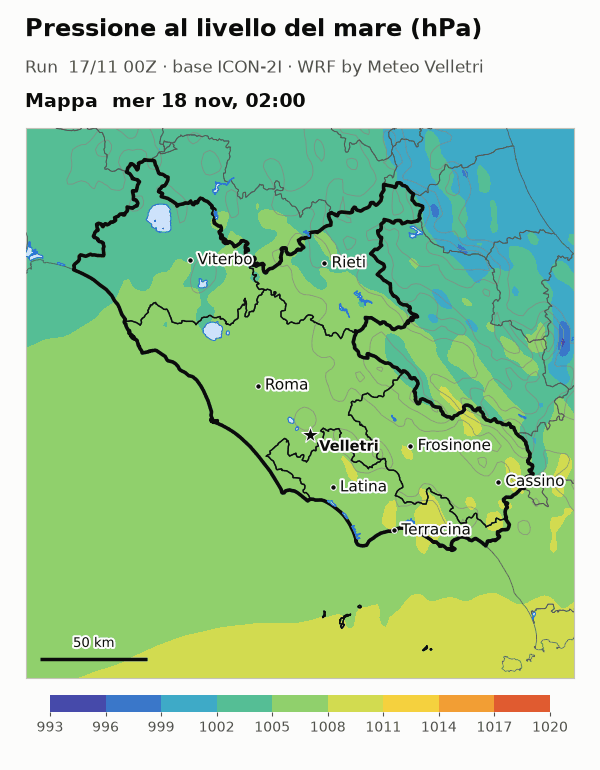 Pressione al livello del mare (hPa)
Run  17/11 00Z · base ICON-2I · WRF by Meteo Velletri
Mappa  mer 18 nov, 02:00
Viterbo
Rieti
Roma
Velletri
Frosinone
Latina
Cassino
Terracina
50 km
993 996 999 1002 1005 1008 1011 1014 1017 1020